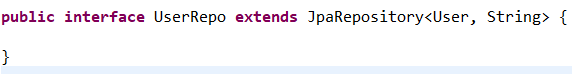 public interface UserRepo extends JpaRepository<User, String> {
}